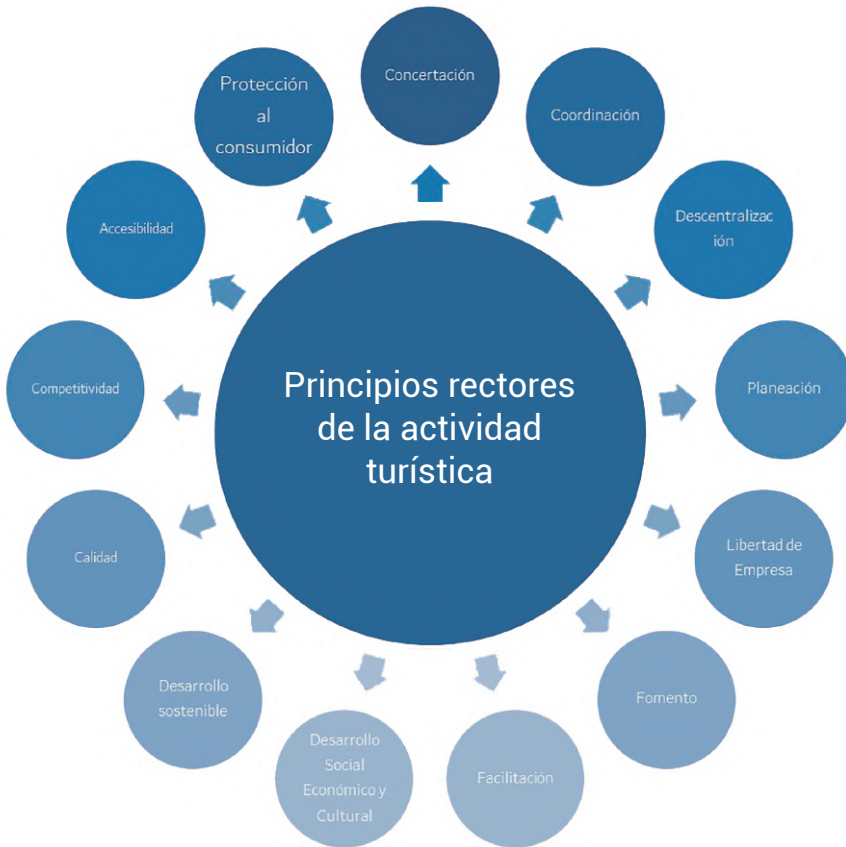 Principios rectores
de la actividad
turística
Concertación
Coordinación
Descentralizac
ión
Planeación
Libertad de
Empresa
Fomento
Facilitación
Desarrollo
Social
Económico y
Cultural
Desarrollo
sostenible
Calidad
Competitividad
Accesibilidad
Protección
al
consumidor